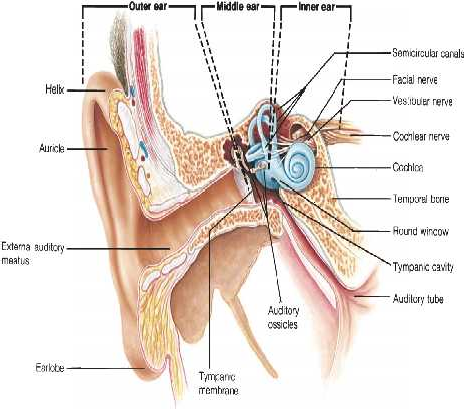 Outer ear
Middle ear
Inner ear
Semicircular canals
Facial nerve
Helix
Vestibular nerve
Cochlear nerve
Auricle
Cochlea
Temporal bone
Round window
External auditory
meatus
Tympanic cavity
Auditory tube
Auditory
ossicles
Earlobe
Tympanic
membrane